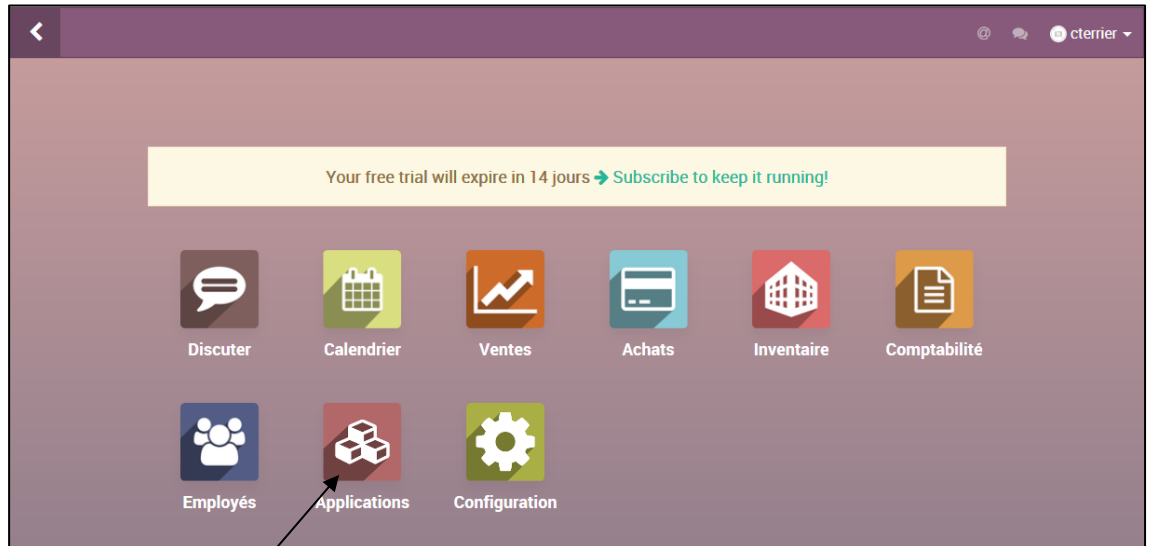 @ cterrier
Your free trial will expire in 14 jours → Subscribe to keep it running!
Discuter Calendrier Ventes Achats Inventaire Comptabilité
Employés Applications Configuration